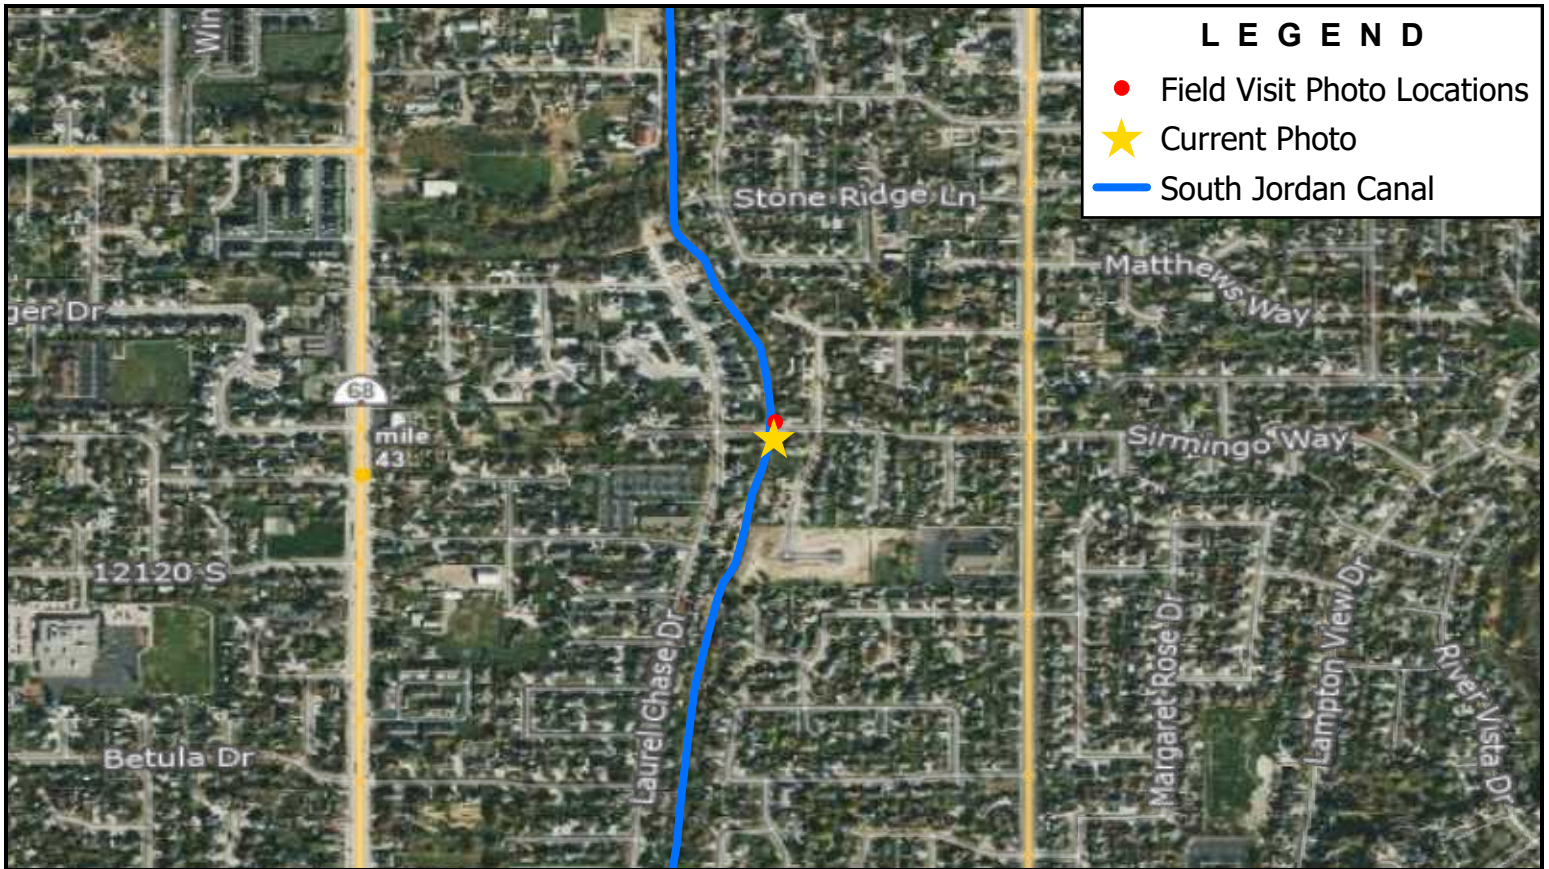 L E G E N D
Field Visit Photo Locations
Current Photo
South Jordan Canal
Win
Stone Ridge Ln
Matthews Way
ger Dr
68
mile
43
Sirmingo Way
12120 S
Laurel Chase Dr
Margaret Rose Dr
Lampton View Dr
River Vista Dr
Betula Dr